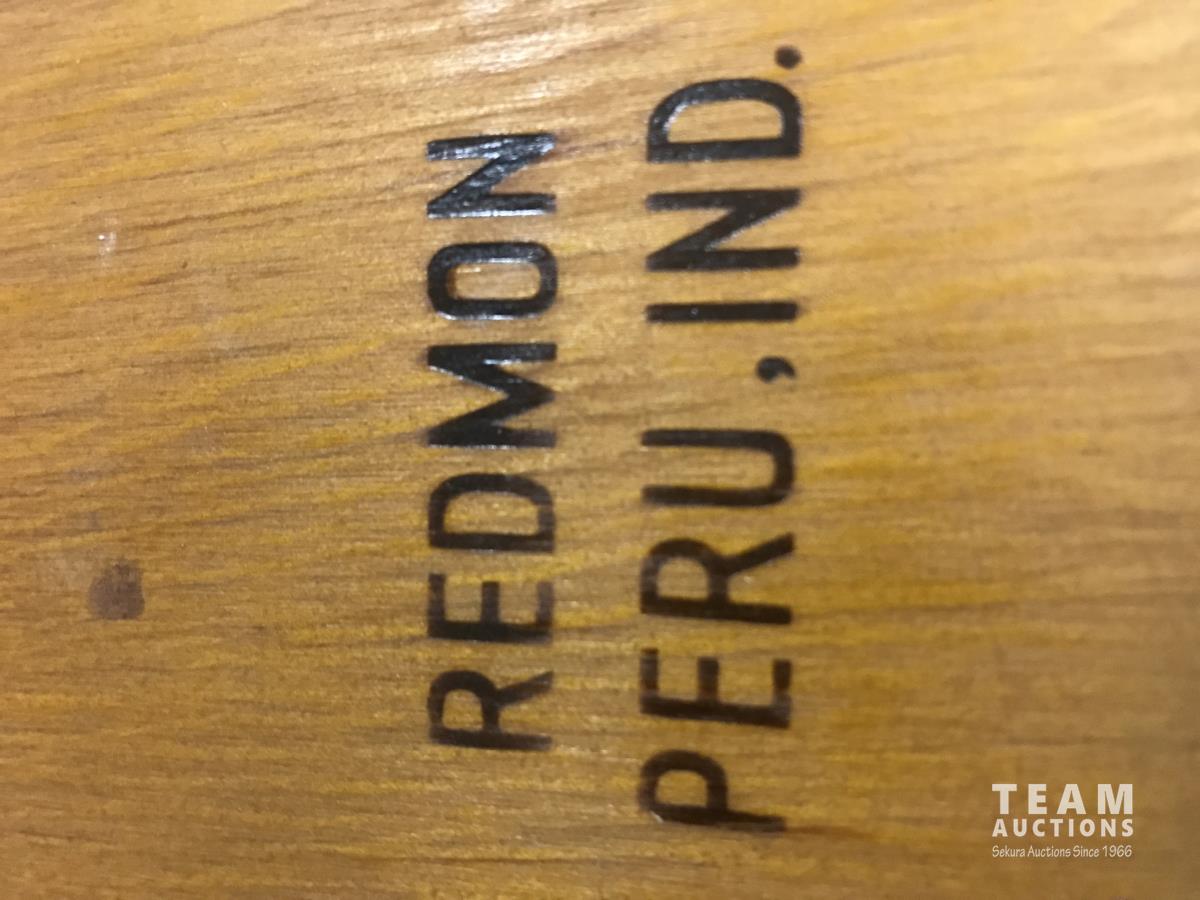 REDMON
PERU, IND.
TEAM
AUCTIONS
Sekura Auctions Since 1966